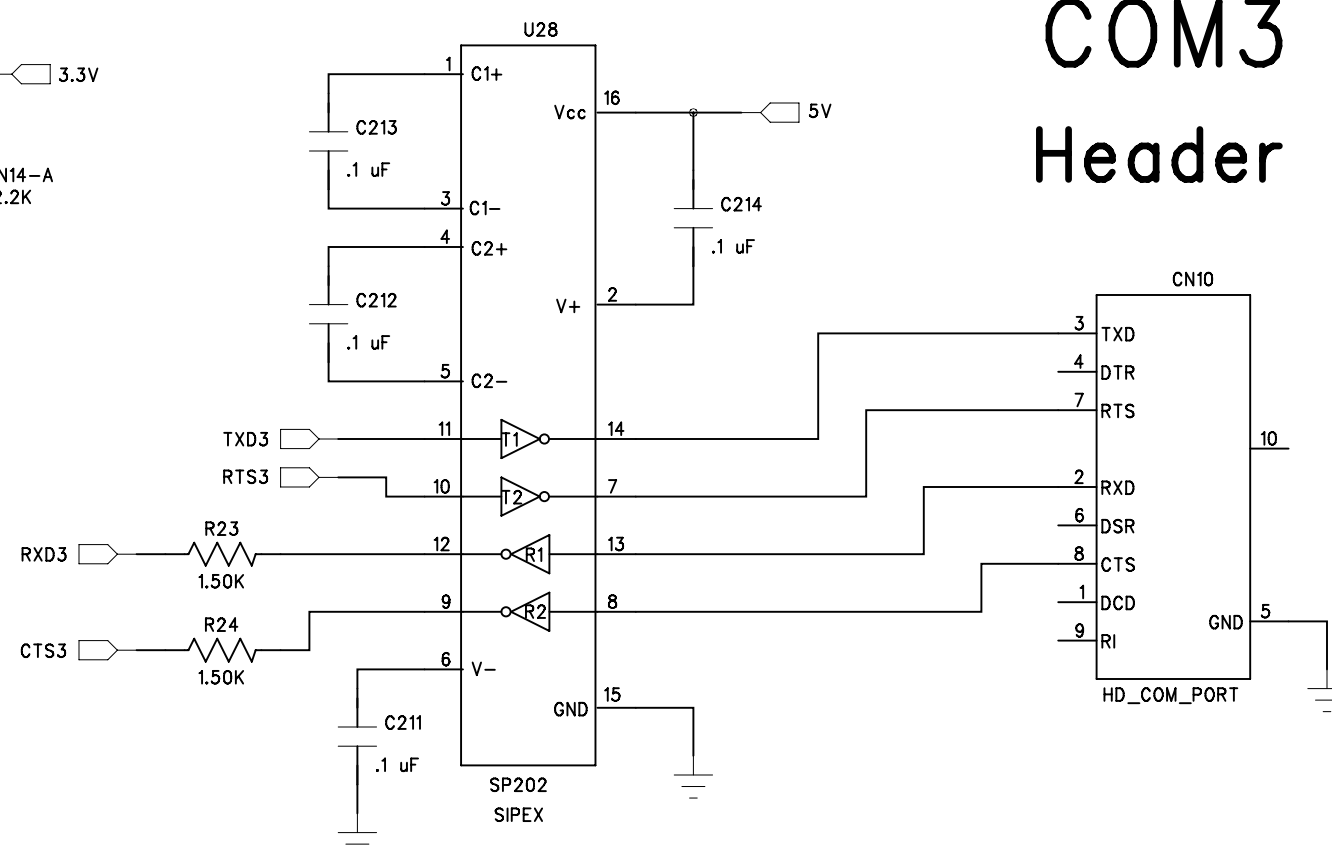 COM3
Header
3.3V
N14-A
2.2K
U28
1
C1+
C213
.1 uF
3
C1-
4
C2+
C212
.1 uF
5
C2-
16
Vcc
5V
C214
.1 uF
2
V+
TXD3
11
T1
14
RTS3
10
T2
7
RXD3
R23
1.50K
12
R1
13
CTS3
R24
1.50K
9
R2
8
6
V-
C211
.1 uF
15
GND
SP202
SIPEX
CN10
3
TXD
4
DTR
7
RTS
10
2
RXD
6
DSR
8
CTS
1
DCD
9
RI
GND
5
HD_COM_PORT